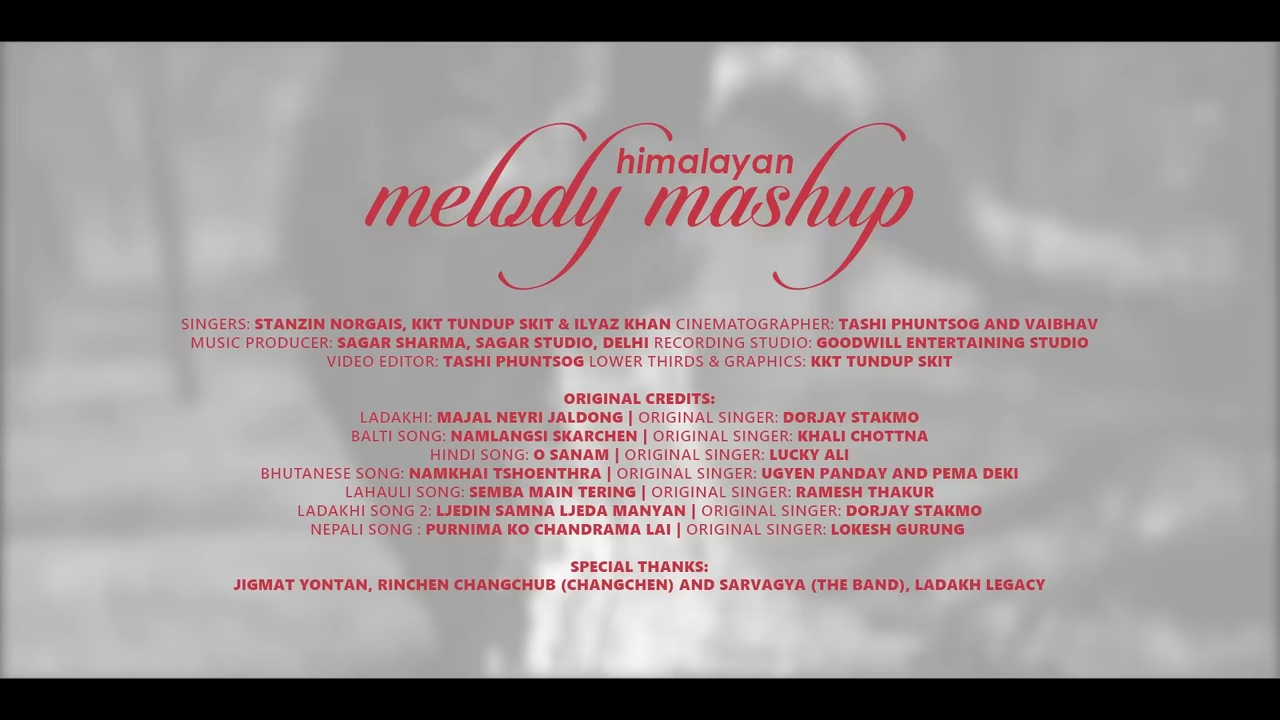 himalayan
melody mashup
SINGERS: STANZIN NORGAIS, KKT TUNDUP SKIT & ILYAZ KHAN CINEMATOGRAPHER: TASHI PHUNTSOG AND VAIBHAV
MUSIC PRODUCER: SAGAR SHARMA, SAGAR STUDIO, DELHI RECORDING STUDIO: GOODWILL ENTERTAINING STUDIO
VIDEO EDITOR: TASHI PHUNTSOG LOWER THIRDS & GRAPHICS: KKT TUNDUP SKIT
ORIGINAL CREDITS:
LADAKHI: MAJAL NEYRI JALDONG | ORIGINAL SINGER: DORJAY STAKMO
BALTI SONG: NAMLANGSI SKARCHEN | ORIGINAL SINGER: KHALI CHOTTNA
HINDI SONG: O SANAM | ORIGINAL SINGER: LUCKY ALI
BHUTANESE SONG: NAMKHAI TSHOENTHRA | ORIGINAL SINGER: UGYEN PANDAY AND PEMA DEKI
LAHAULI SONG: SEMBA MAIN TERING | ORIGINAL SINGER: RAMESH THAKUR
LADAKHI SONG 2: LJEDIN SAMNA LJEDA MANYAN | ORIGINAL SINGER: DORJAY STAKMO
NEPALI SONG : PURNIMA KO CHANDRAMA LAI | ORIGINAL SINGER: LOKESH GURUNG
SPECIAL THANKS:
JIGMAT YONTAN, RINCHEN CHANGCHUB (CHANGCHEN) AND SARVAGYA (THE BAND), LADAKH LEGACY